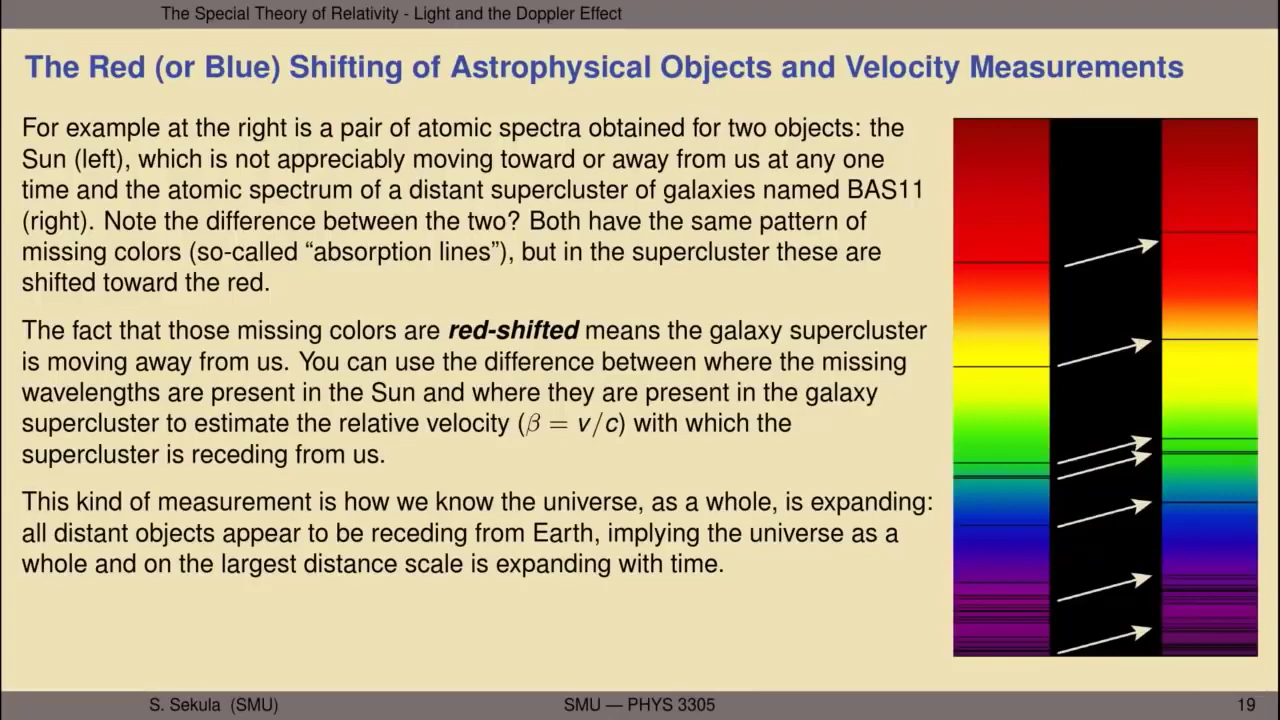 The Special Theory of Relativity - Light and the Doppler Effect
The Red (or Blue) Shifting of Astrophysical Objects and Velocity Measurements
For example at the right is a pair of atomic spectra obtained for two objects: the
Sun (left), which is not appreciably moving toward or away from us at any one
time and the atomic spectrum of a distant supercluster of galaxies named BAS11
(right). Note the difference between the two? Both have the same pattern of
missing colors (so-called “absorption lines”), but in the supercluster these are
shifted toward the red.
The fact that those missing colors are red-shifted means the galaxy supercluster
is moving away from us. You can use the difference between where the missing
wavelengths are present in the Sun and where they are present in the galaxy
supercluster to estimate the relative velocity (β = v/c) with which the
supercluster is receding from us.
This kind of measurement is how we know the universe, as a whole, is expanding:
all distant objects appear to be receding from Earth, implying the universe as a
whole and on the largest distance scale is expanding with time.
S. Sekula (SMU)
SMU — PHYS 3305
19